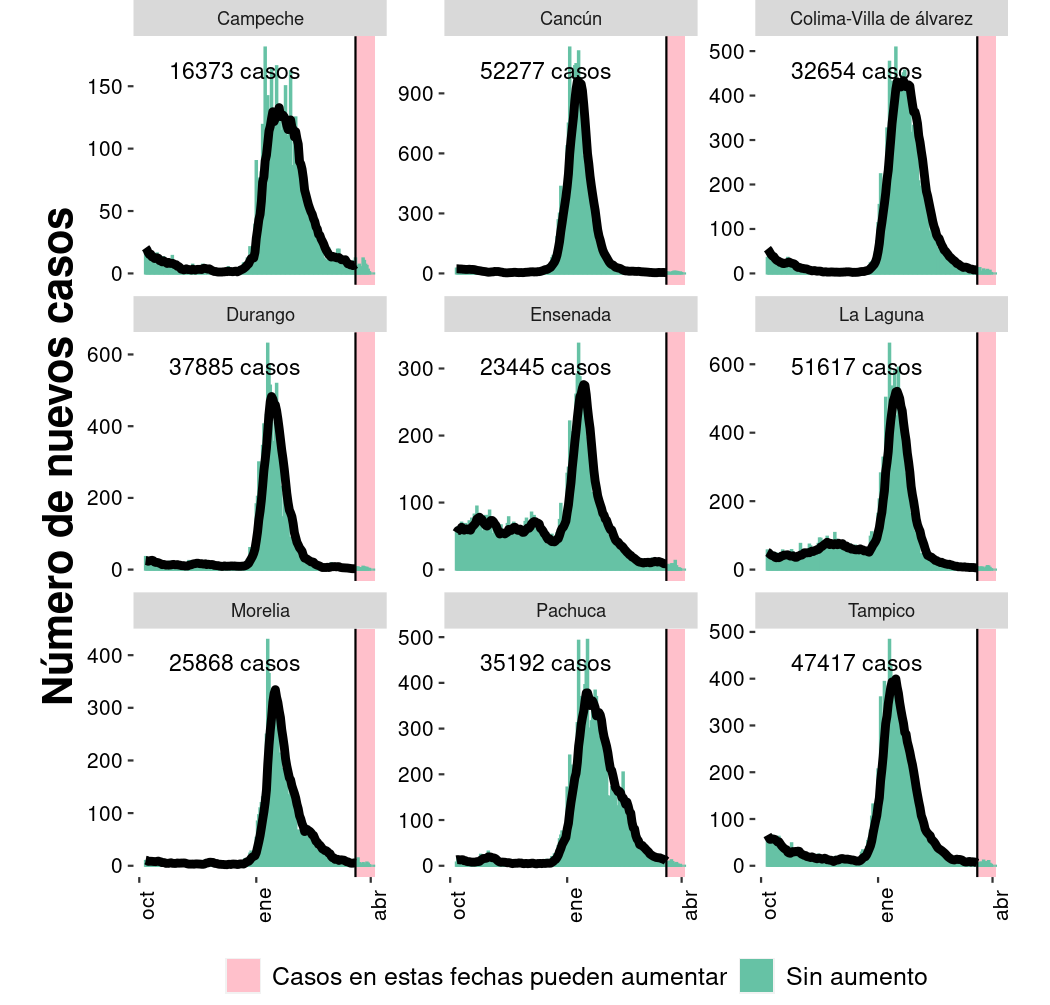 Número de nuevos casos
Campeche
16373 casos
150
100
50
0
Cancún
52277 casos
900
600
300
0
Colima-Villa de álvarez
32654 casos
500
400
300
200
100
0
Durango
37885 casos
600
400
200
0
Ensenada
23445 casos
300
200
100
0
La Laguna
51617 casos
600
400
200
0
Morelia
25868 casos
400
300
200
100
0
oct
ene
abr
Pachuca
35192 casos
500
400
300
200
100
0
oct
ene
abr
Tampico
47417 casos
500
400
300
200
100
0
oct
ene
abr
Casos en estas fechas pueden aumentar
Sin aumento